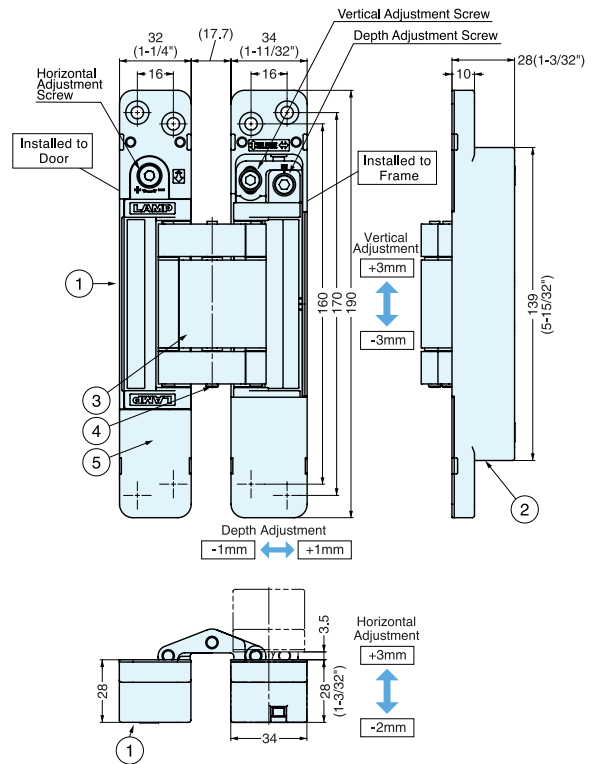 Vertical Adjustment Screw
Depth Adjustment Screw
32
(1-1/4")
(17.7)
34
(1-11/32")
28(1-3/32")
16
16
10
Horizontal
Adjustment
Screw
Installed to
Door
Installed to
Frame
LAMP
1
Vertical
Adjustment
+3mm
-3mm
160
170
190
139
(5-15/32")
3
4
5
LAMP
2
Depth Adjustment
-1mm
+1mm
3.5
Horizontal
Adjustment
+3mm
-2mm
28
28
(1-3/32")
1
34